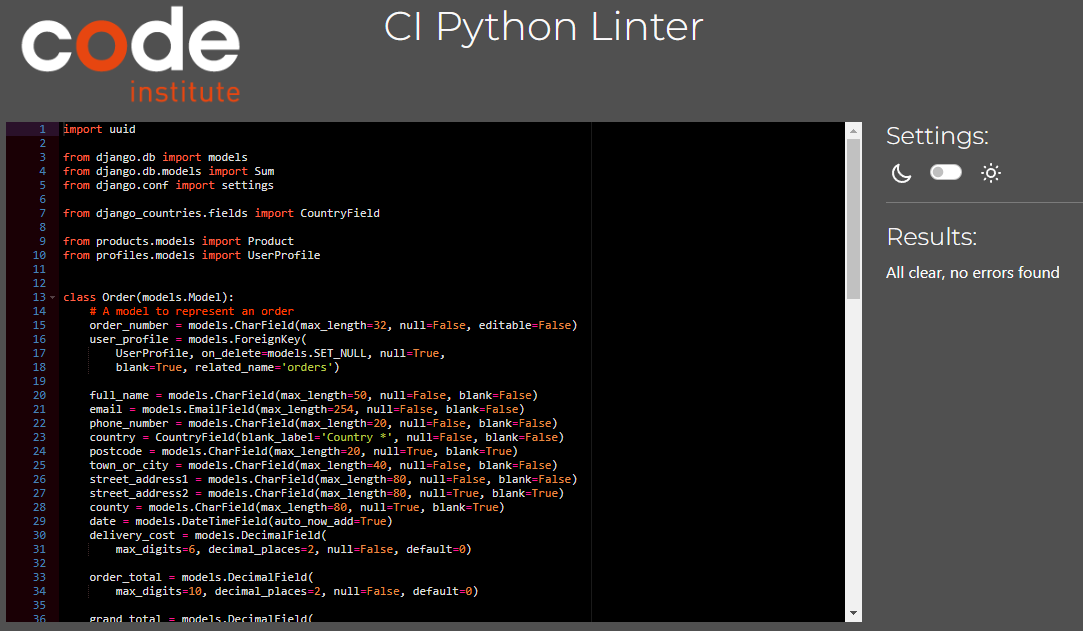 code
institute
CI Python Linter
1 import uuid
2
3 from django.db import models
4 from django.db.models import Sum
5 from django.conf import settings
6
7 from django_countries.fields import CountryField
8
9 from products.models import Product
10 from profiles.models import UserProfile
11
12
13 class Order(models.Model):
14     # A model to represent an order
15     order_number = models.CharField(max_length=32, null=False, editable=False)
16     user_profile = models.ForeignKey(
17         UserProfile, on_delete=models.SET_NULL, null=True,
18         blank=True, related_name='orders')
19
20     full_name = models.CharField(max_length=50, null=False, blank=False)
21     email = models.EmailField(max_length=254, null=False, blank=False)
22     phone_number = models.CharField(max_length=20, null=False, blank=False)
23     country = CountryField(blank_label='Country *', null=False, blank=False)
24     postcode = models.CharField(max_length=20, null=True, blank=True)
25     town_or_city = models.CharField(max_length=40, null=False, blank=False)
26     street_address1 = models.CharField(max_length=80, null=False, blank=False)
27     street_address2 = models.CharField(max_length=80, null=True, blank=True)
28     county = models.CharField(max_length=80, null=True, blank=True)
29     date = models.DateTimeField(auto_now_add=True)
30     delivery_cost = models.DecimalField(
31         max_digits=6, decimal_places=2, null=False, default=0)
32
33     order_total = models.DecimalField(
34         max_digits=10, decimal_places=2, null=False, default=0)
35
36     grand_total = models.DecimalField(
Settings:
Results:
All clear, no errors found